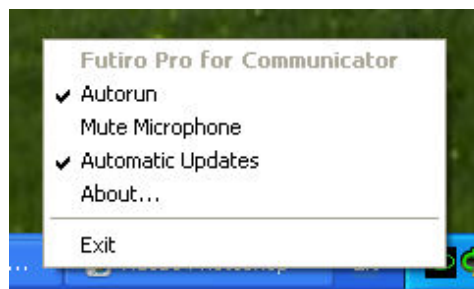 Futiro Pro for Communicator
Autorun
Mute Microphone
Automatic Updates
About...
Exit
...